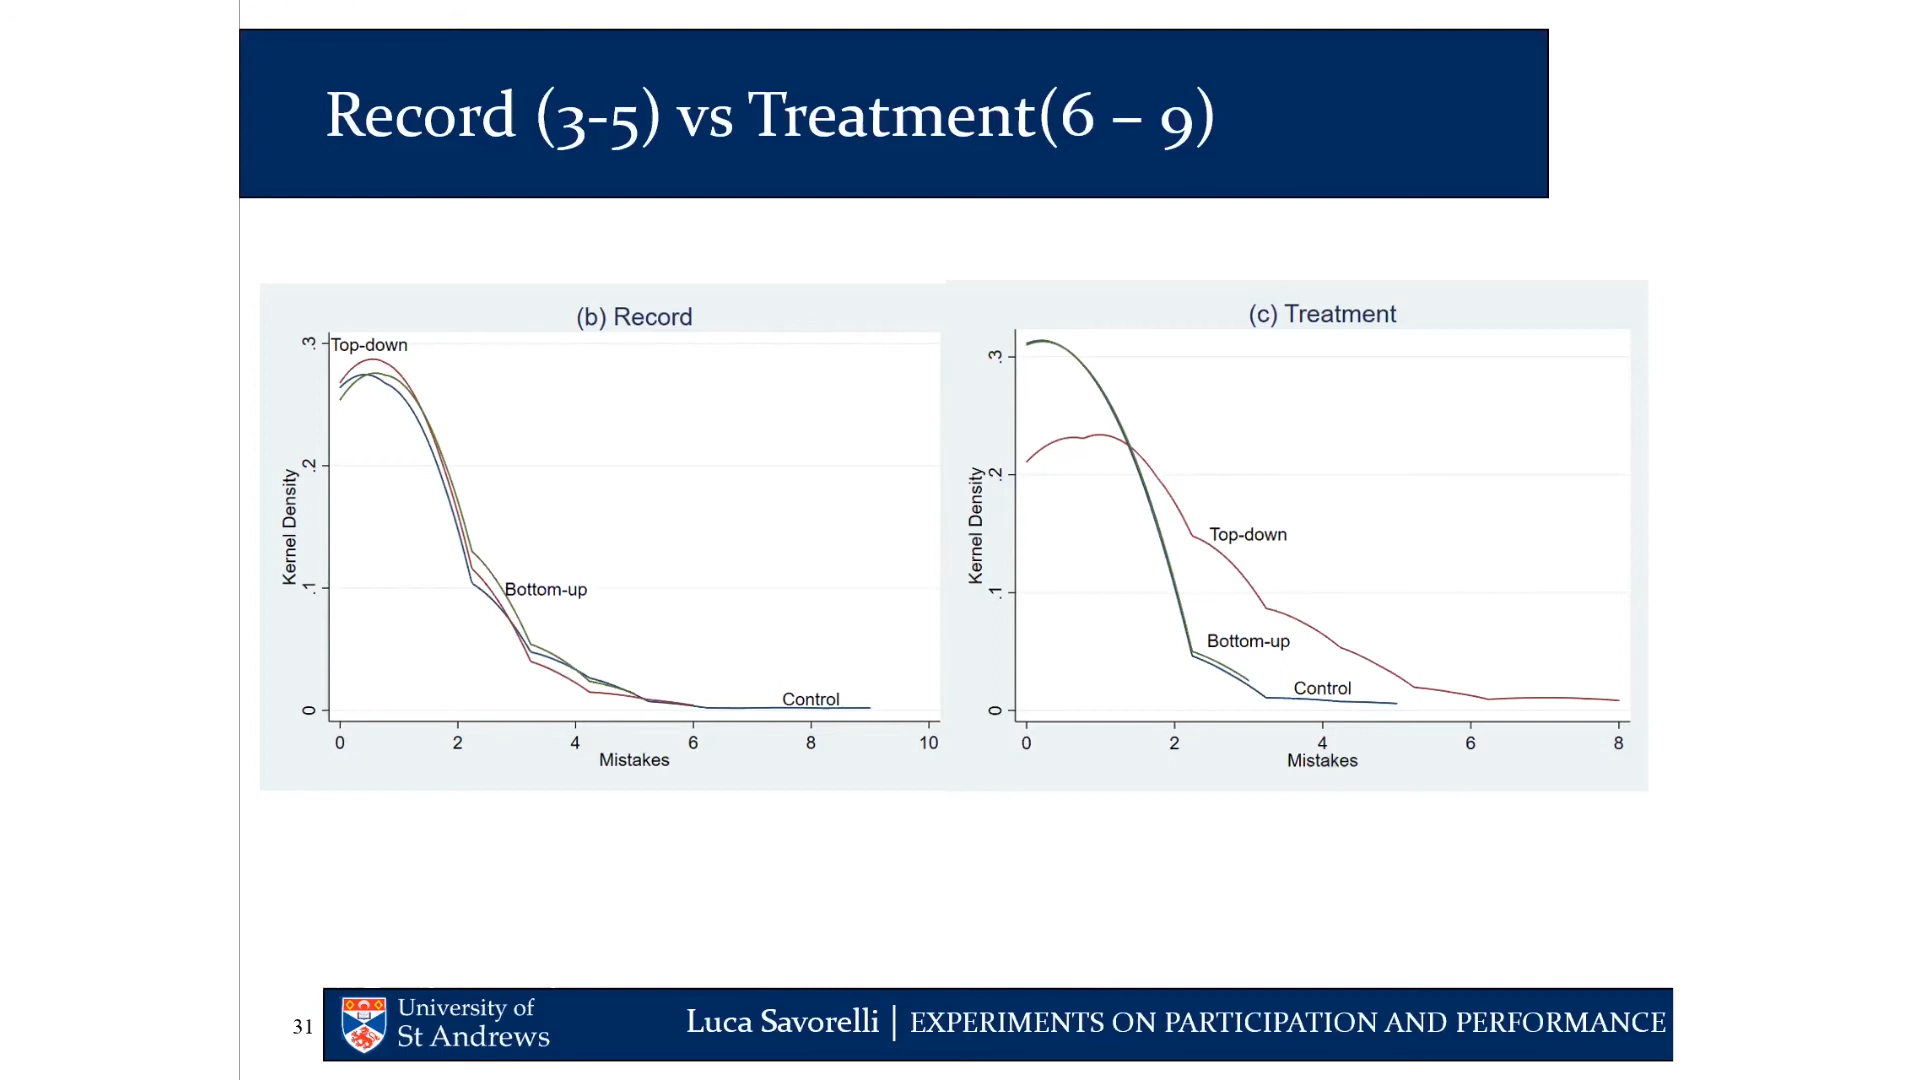 Record (3-5) vs Treatment(6 – 9)
(b) Record
Top-down
Bottom-up
Control
Kernel Density
0
.1
.2
.3
0 2 4 6 8 10
Mistakes
(c) Treatment
Top-down
Bottom-up
Control
Kernel Density
0
.1
.2
.3
0 2 4 6 8
Mistakes
31
University of
St Andrews
Luca Savorelli | EXPERIMENTS ON PARTICIPATION AND PERFORMANCE